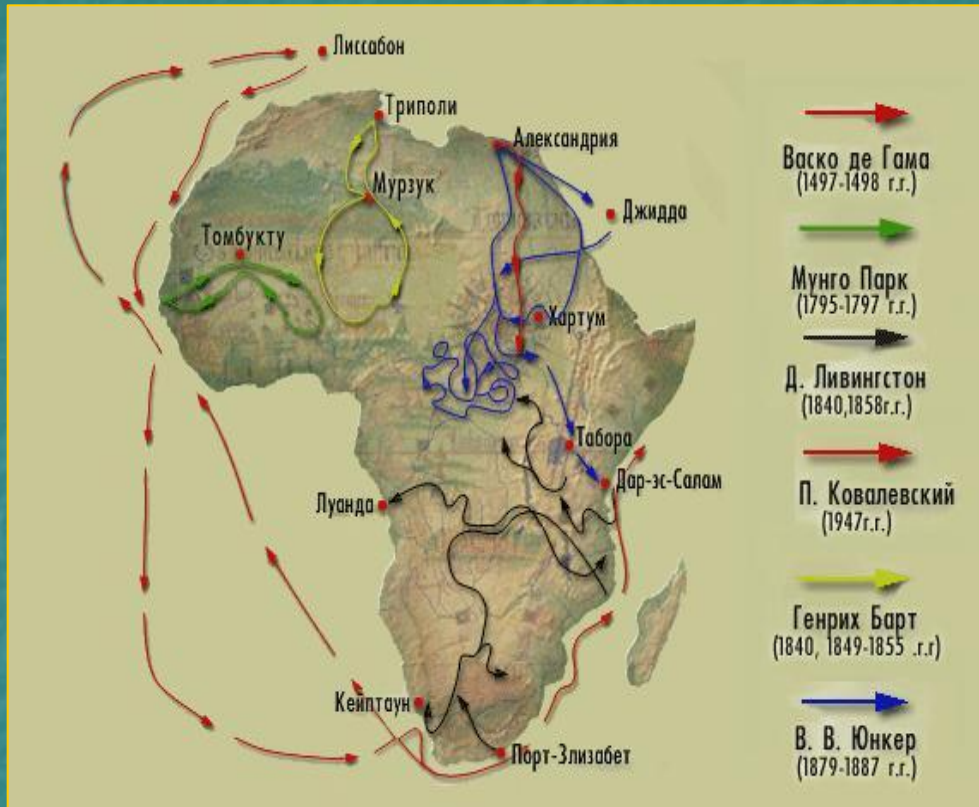 Лиссабон
Триполи
Александрия
Мурзук
Джидда
Томбукту
Хартум
Табора
Дар-эс-Салам
Луанда
Кейптаун
Порт-Элизабет
Васко де Гама
(1497-1498 г.г.)
Мунго Парк
(1795-1797 г.г.)
Д. Ливингстон
(1840,1858г.г.)
П. Ковалевский
(1947г.г.)
Генрих Барт
(1840, 1849-1855 .г.г)
В. В. Юнкер
(1879-1887 г.г.)